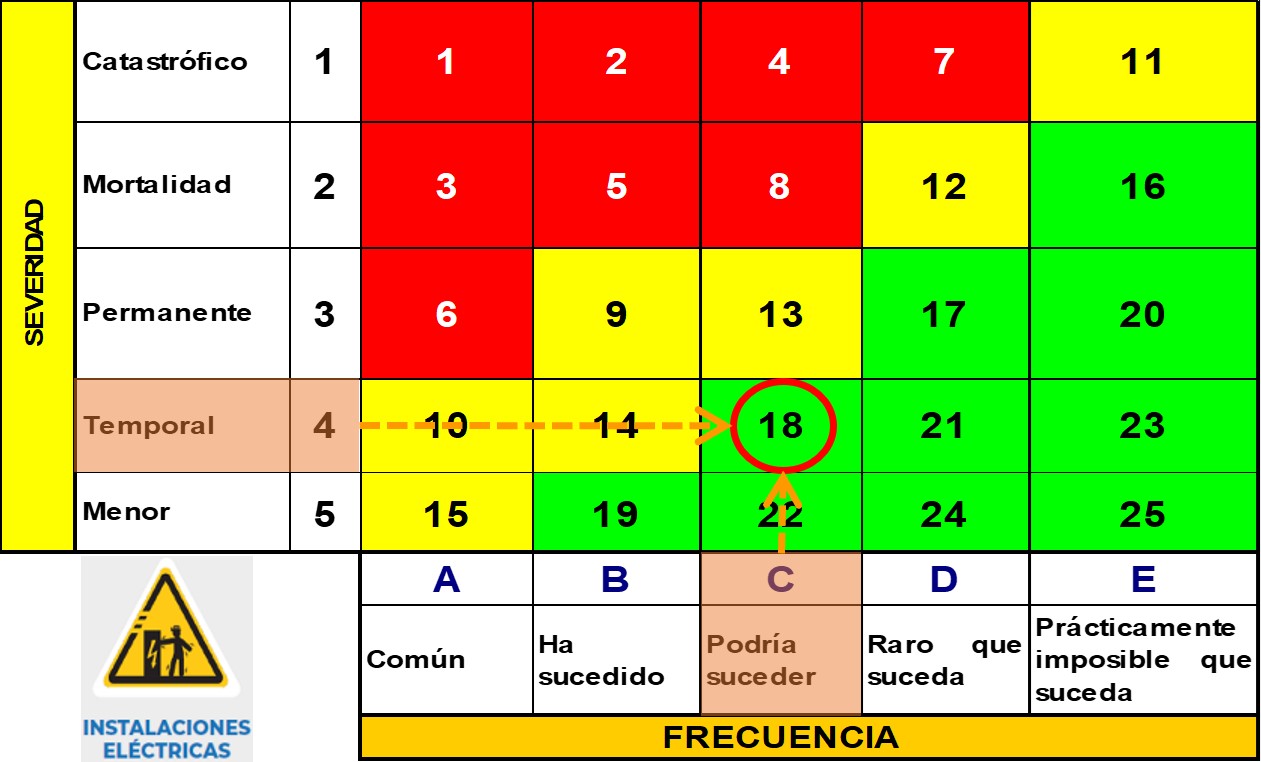 SEVERIDAD
Catastrófico 1 1 2 4 7 11
Mortalidad 2 3 5 8 12 16
Permanente 3 6 9 13 17 20
Temporal 4 10 14 18 21 23
Menor 5 15 19 22 24 25
A B C D E
Común
Ha
sucedido
Podría
suceder
Raro que
suceda
Prácticamente
imposible que
suceda
FRECUENCIA
INSTALACIONES
ELÉCTRICAS